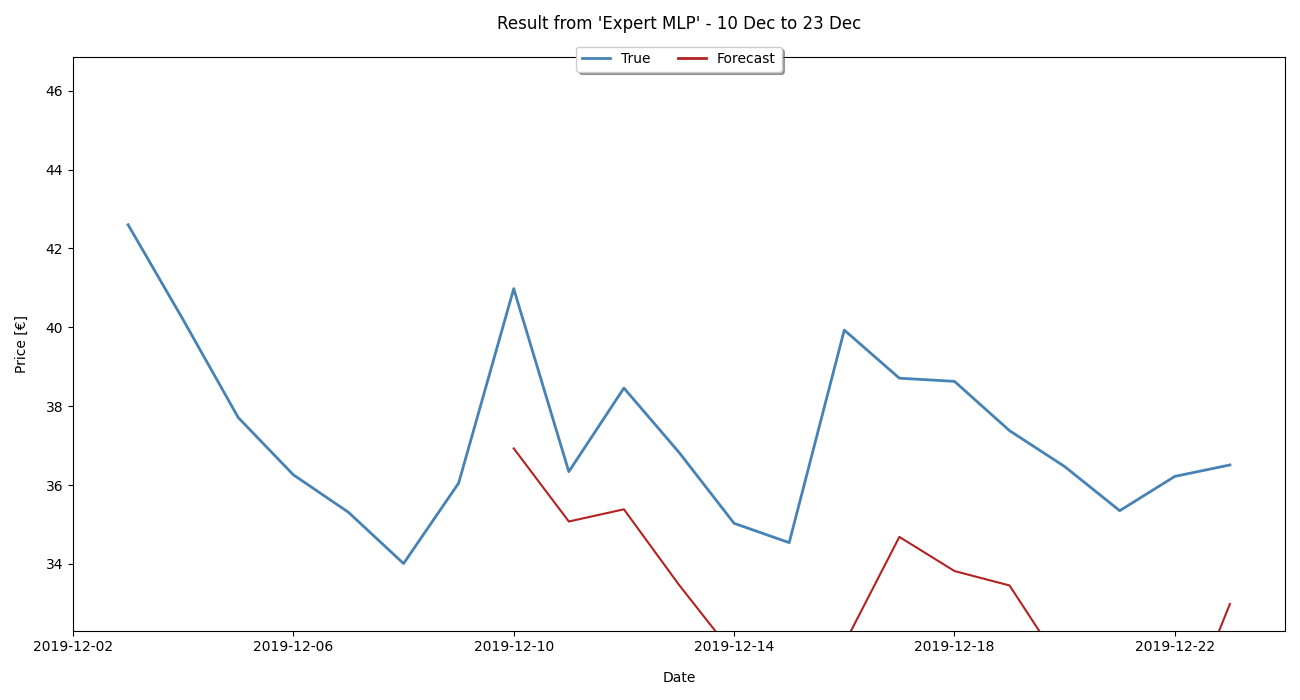 Result from 'Expert MLP' - 10 Dec to 23 Dec
True Forecast
46
44
42
40
38
36
34
Price [€]
2019-12-02 2019-12-06 2019-12-10 2019-12-14 2019-12-18 2019-12-22
Date